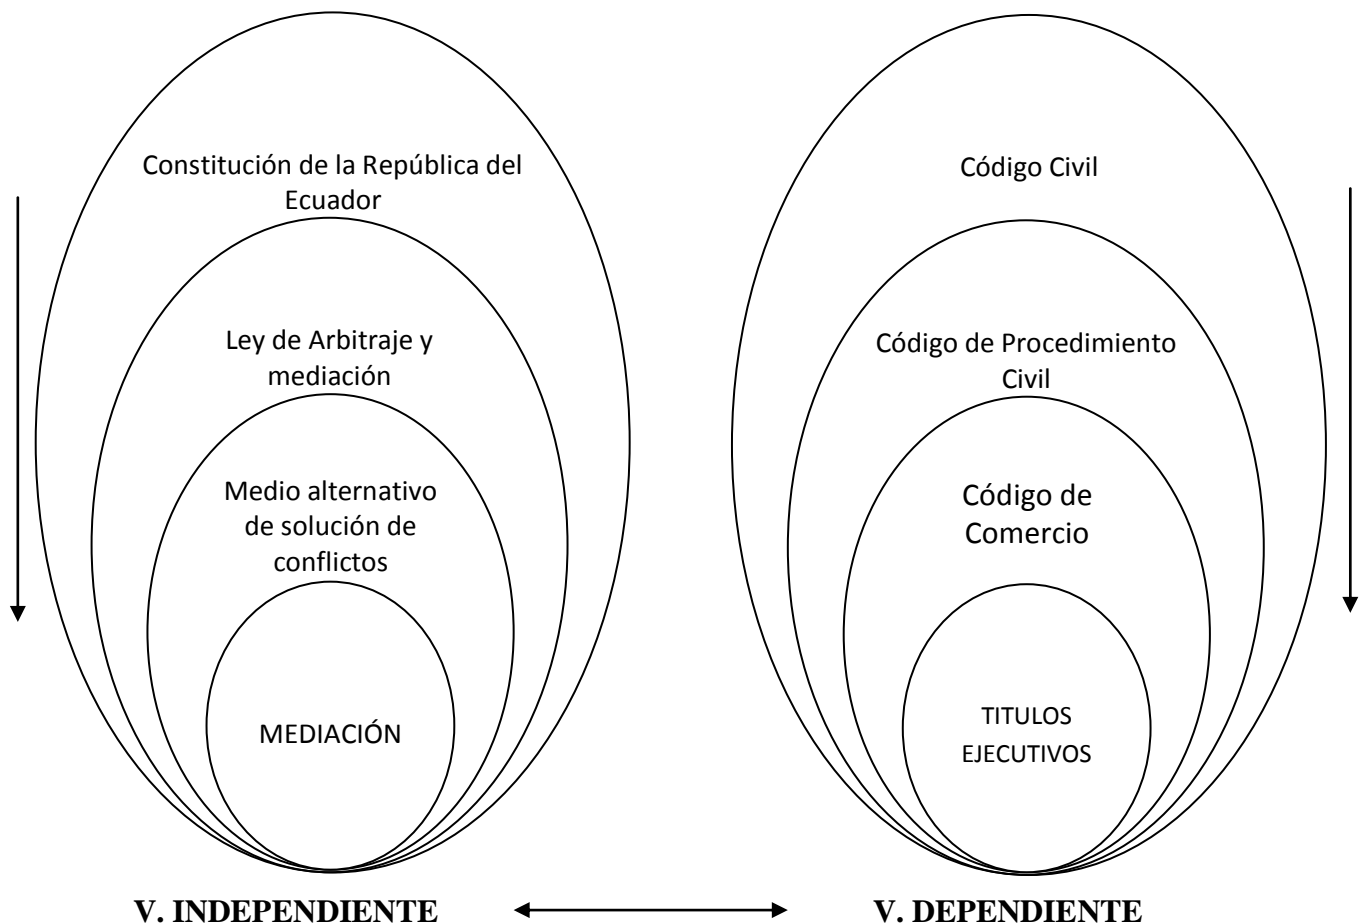 Constitución de la República del
Ecuador
Ley de Arbitraje y
mediación
Medio alternativo
de solución de
conflictos
MEDIACIÓN
V. INDEPENDIENTE
Código Civil
Código de Procedimiento
Civil
Código de
Comercio
TITULOS
EJECUTIVOS
V. DEPENDIENTE